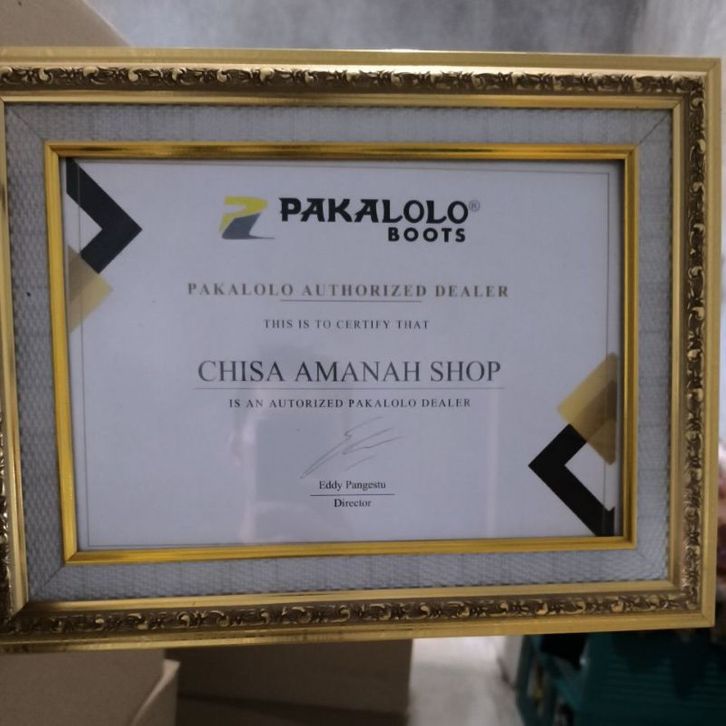 PAKALOLO®
BOOTS
PAKALOLO AUTHORIZED DEALER
THIS IS TO CERTIFY THAT
CHISA AMANAH SHOP
IS AN AUTORIZED PAKALOLO DEALER
Eddy Pangestu
Director